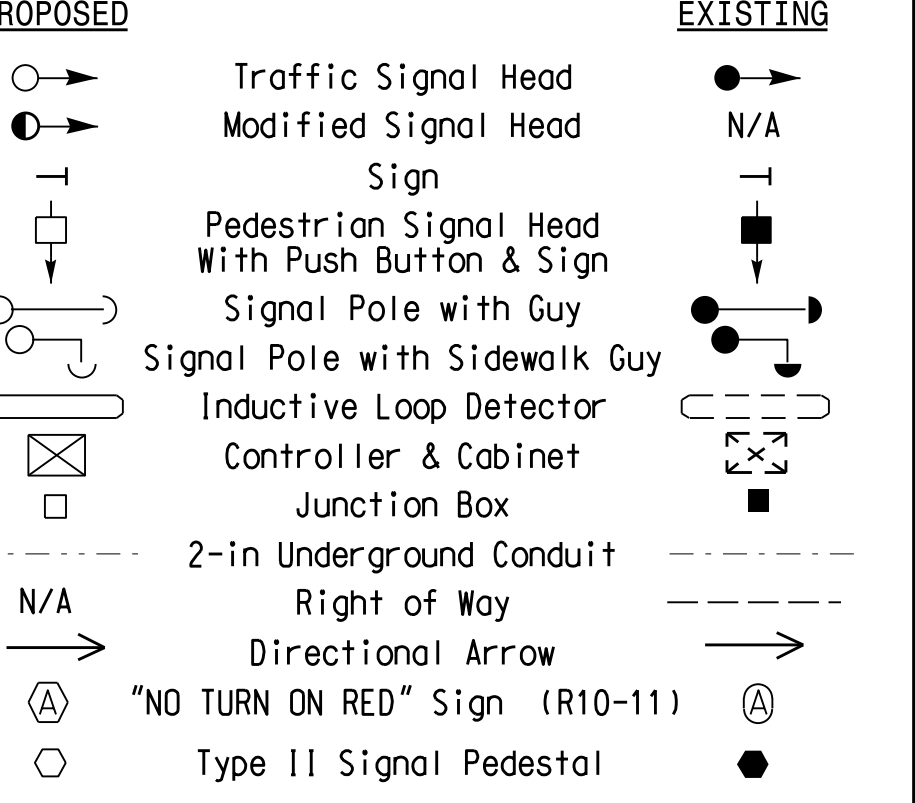 ROPOSED EXISTING
Traffic Signal Head
Modified Signal Head N/A
Sign
Pedestrian Signal Head
With Push Button & Sign
Signal Pole with Guy
Signal Pole with Sidewalk Guy
Inductive Loop Detector
Controller & Cabinet
Junction Box
2-in Underground Conduit
N/A Right of Way
Directional Arrow
A "NO TURN ON RED" Sign (R10-11) A
Type II Signal Pedestal